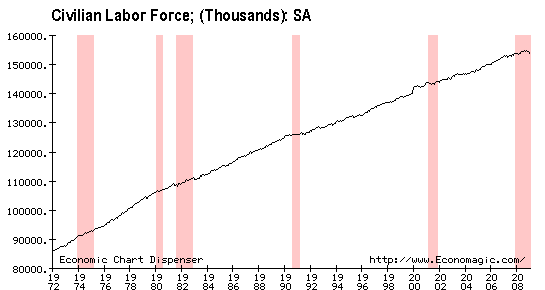 Civilian Labor Force; (Thousands): SA
160000.
150000.
140000.
130000.
120000.
110000.
100000.
90000.
80000.
Economic Chart Dispenser http://www.Economagic.com/
19 19 19 19 19 19 19 19 19 19 19 19 19 19 20 20 20 20 20
72 74 76 78 80 82 84 86 88 90 92 94 96 98 00 02 04 06 08